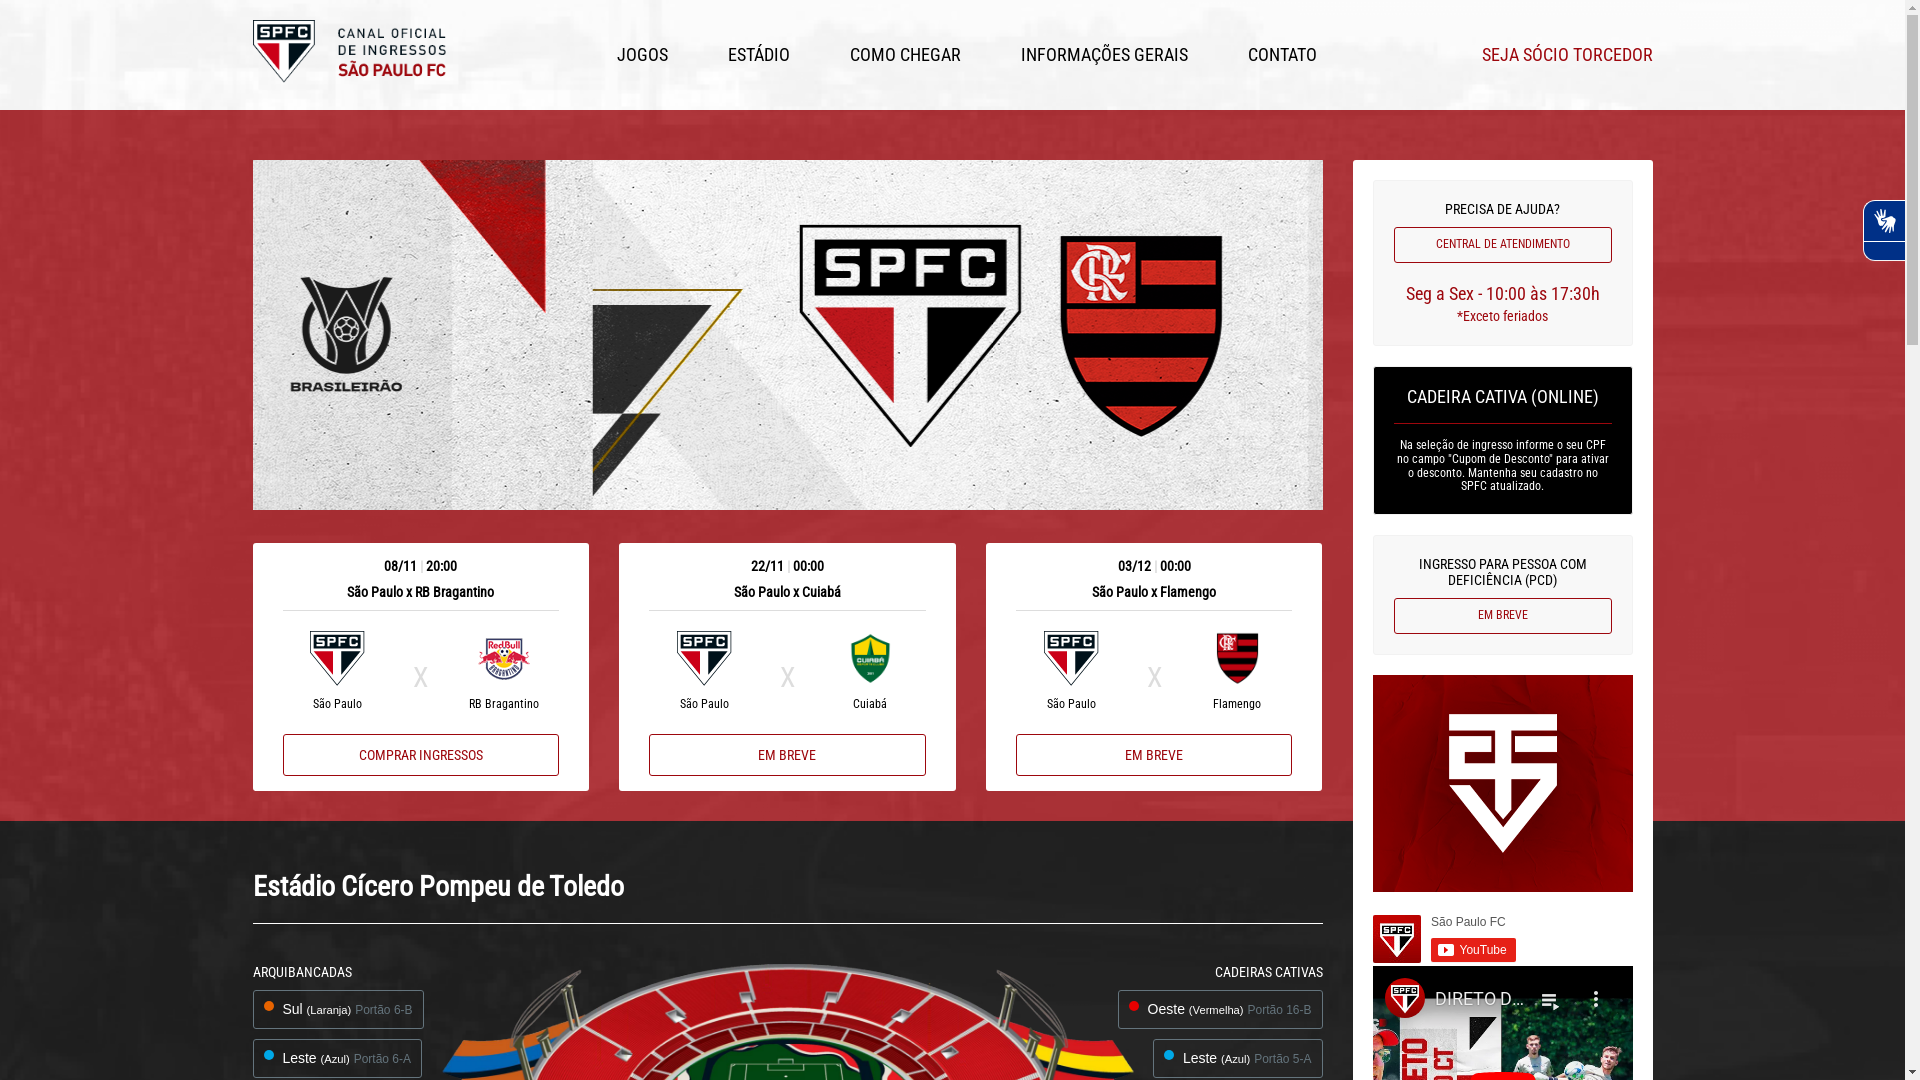 SPFC
CANAL OFICIAL
DE INGRESSOS
SÃO PAULO FC
JOGOS
ESTÁDIO
COMO CHEGAR
INFORMAÇÕES GERAIS
CONTATO
SEJA SÓCIO TORCEDOR
BRASILEIRÃO
SPFC
PRECISA DE AJUDA?
CENTRAL DE ATENDIMENTO
Seg a Sex - 10:00 às 17:30h
*Exceto feriados
CADEIRA CATIVA (ONLINE)
Na seleção de ingresso informe o seu CPF
no campo "Cupom de Desconto" para ativar
o desconto. Mantenha seu cadastro no
SPFC atualizado.
INGRESSO PARA PESSOA COM
DEFICIÊNCIA (PCD)
EM BREVE
08/11 | 20:00
São Paulo x RB Bragantino
SPFC
X
RedBull
BRAGANTINO
São Paulo
RB Bragantino
COMPRAR INGRESSOS
22/11 | 00:00
São Paulo x Cuiabá
SPFC
X
CUIABÁ
São Paulo
Cuiabá
EM BREVE
03/12 | 00:00
São Paulo x Flamengo
SPFC
X
São Paulo
Flamengo
EM BREVE
São Paulo FC
YouTube
SPFC
DIRETO D...
Estádio Cícero Pompeu de Toledo
ARQUIBANCADAS
Sul (Laranja) Portão 6-B
Leste (Azul) Portão 6-A
CADEIRAS CATIVAS
Oeste (Vermelha) Portão 16-B
Leste (Azul) Portão 5-A